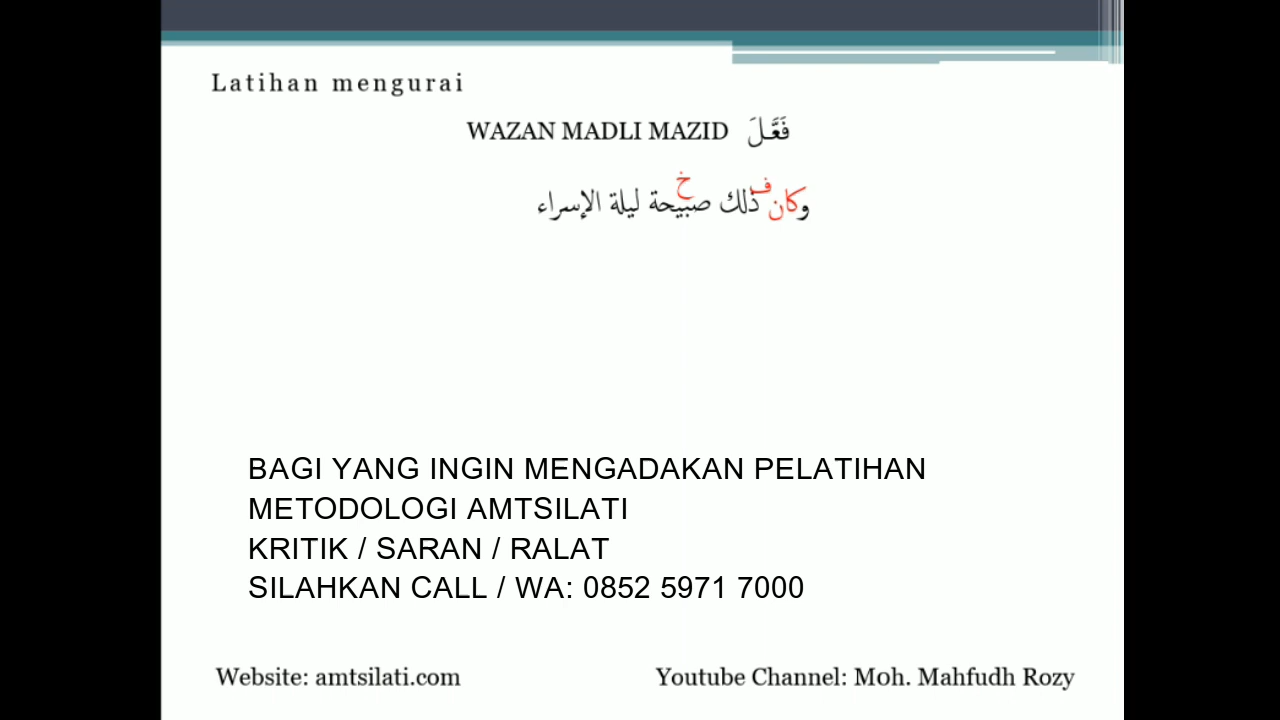 Latihan mengurai
WAZAN MADLI MAZID فَعَّلَ
ف خ
وكان ذلك صبيحة ليلة الإسراء
BAGI YANG INGIN MENGADAKAN PELATIHAN
METODOLOGI AMTSILATI
KRITIK / SARAN / RALAT
SILAHKAN CALL / WA: 0852 5971 7000
Website: amtsilati.com
Youtube Channel: Moh. Mahfudh Rozy